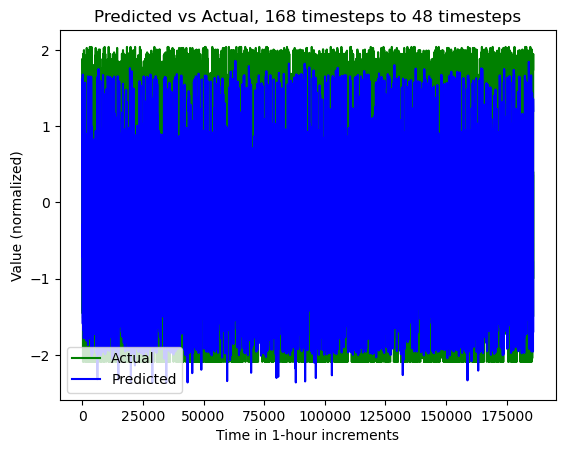 Predicted vs Actual, 168 timesteps to 48 timesteps
Value (normalized)
2
1
0
−1
−2
Actual
Predicted
0 25000 50000 75000 100000 125000 150000 175000
Time in 1-hour increments